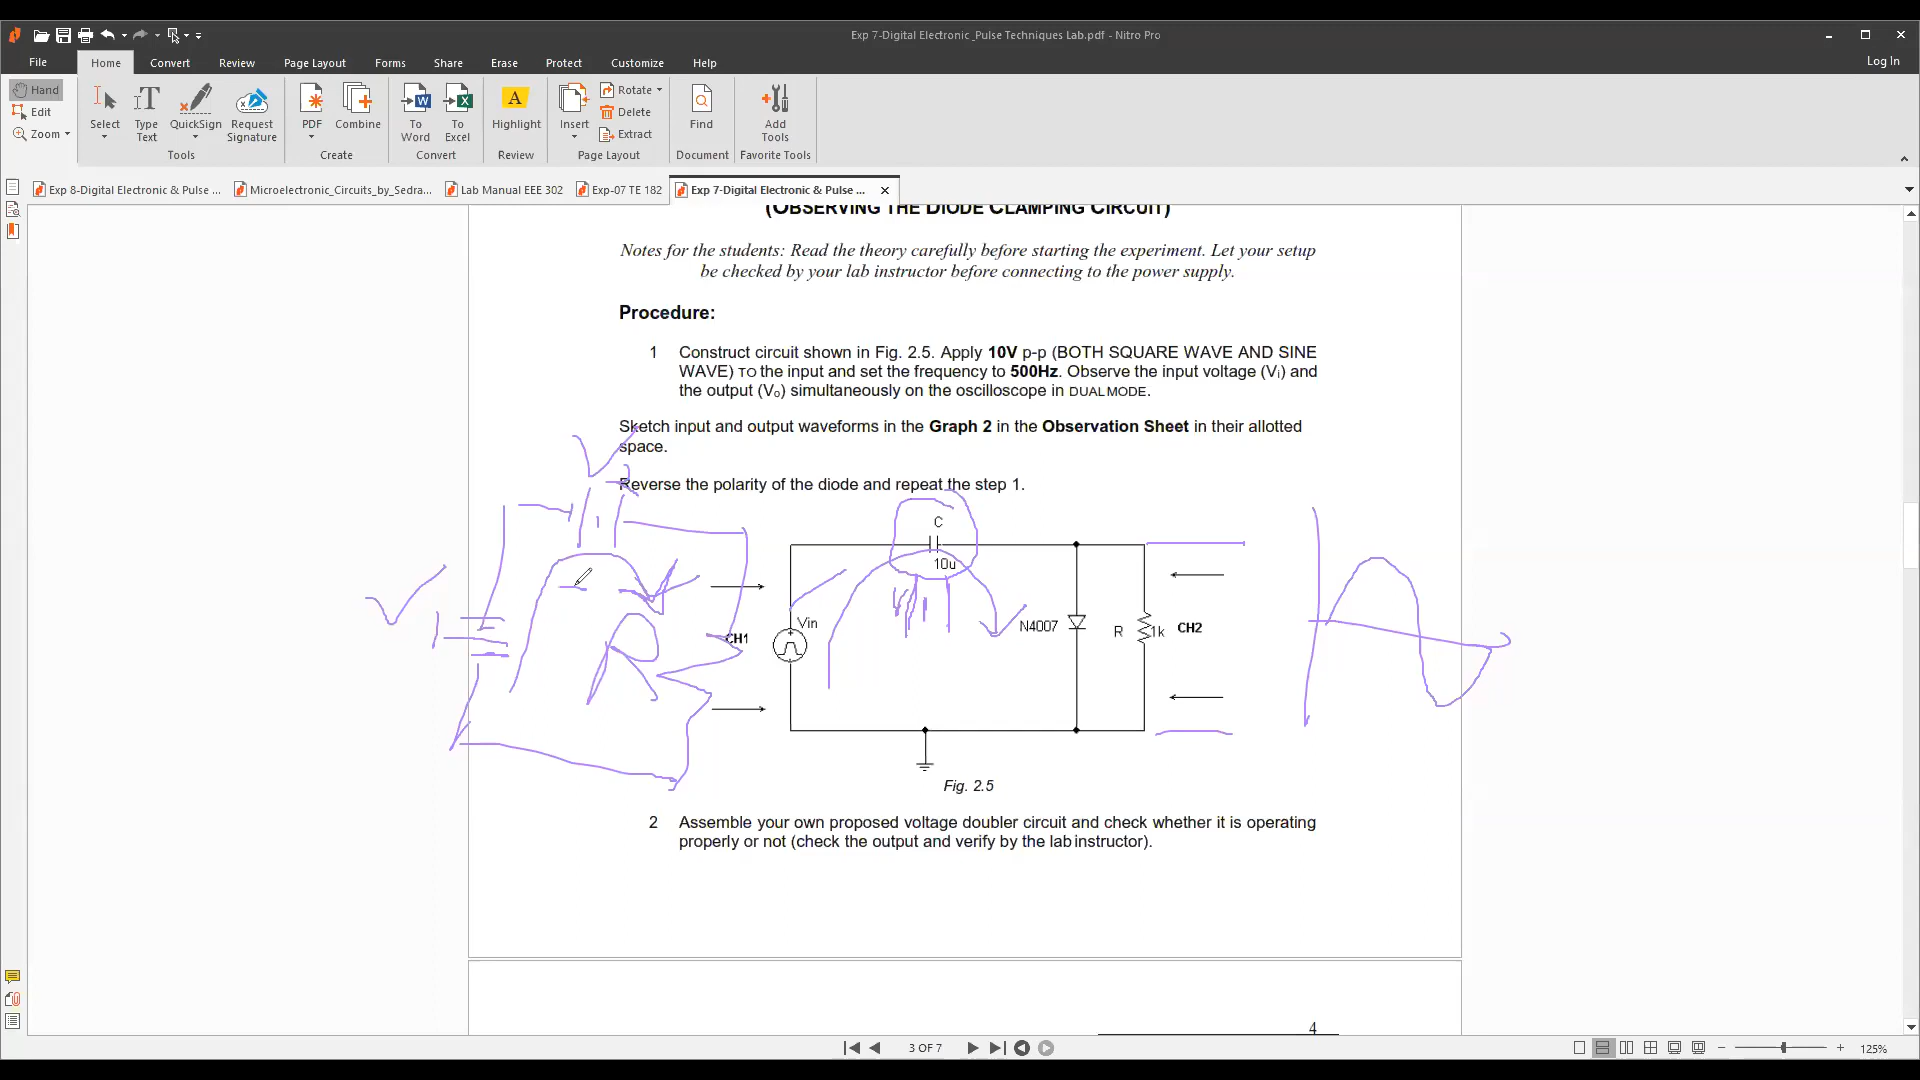 Exp 7-Digital Electronic _Pulse Techniques Lab.pdf - Nitro Pro
File Home Convert Review Page Layout Forms Share Erase Protect Customize Help
Log In
Hand
Edit
Zoom
Select
Type Text
QuickSign
Request Signature
Tools
PDF
Combine
Create
To Word
To Excel
Convert
Highlight
Review
Insert
Rotate
Delete
Extract
Page Layout
Find
Document
Add Tools
Favorite Tools
Exp 8-Digital Electronic & Pulse ...
Microelectronic_Circuits_by_Sedra...
Lab Manual EEE 302
Exp-07 TE 182
Exp 7-Digital Electronic & Pulse ...
(OBSERVING THE DIODE CLAMPING CIRCUIT)
Notes for the students: Read the theory carefully before starting the experiment. Let your setup
be checked by your lab instructor before connecting to the power supply.
Procedure:
1 Construct circuit shown in Fig. 2.5. Apply 10V p-p (BOTH SQUARE WAVE AND SINE
WAVE) TO the input and set the frequency to 500Hz. Observe the input voltage (Vi) and
the output (Vo) simultaneously on the oscilloscope in DUAL MODE.
Sketch input and output waveforms in the Graph 2 in the Observation Sheet in their allotted
space.
Reverse the polarity of the diode and repeat the step 1.
V2
V1
R
C
10u
Vin
CH1
N4007
R
1k
CH2
Fig. 2.5
2 Assemble your own proposed voltage doubler circuit and check whether it is operating
properly or not (check the output and verify by the lab instructor).
4
3 OF 7
125%